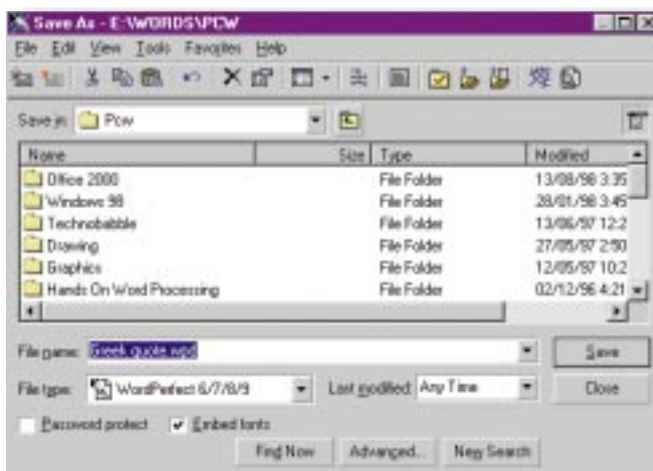 Save As - E:\WORDS\PCW
File Edit View Tools Favorites Help
Save in: Pcw
Name Size Type Modified
Office 2000 File Folder 13/08/98 3:35
Windows 98 File Folder 28/01/98 3:45
Technobabble File Folder 13/06/97 12:2
Drawing File Folder 27/05/97 2:50
Graphics File Folder 12/05/97 10:2
Hands On Word Processing File Folder 02/12/96 4:21
File name: Greek quote.wpd Save
File type: WordPerfect 6/7/8/9 Last modified: Any Time Close
Password protect Embed fonts
Find Now Advanced... New Search